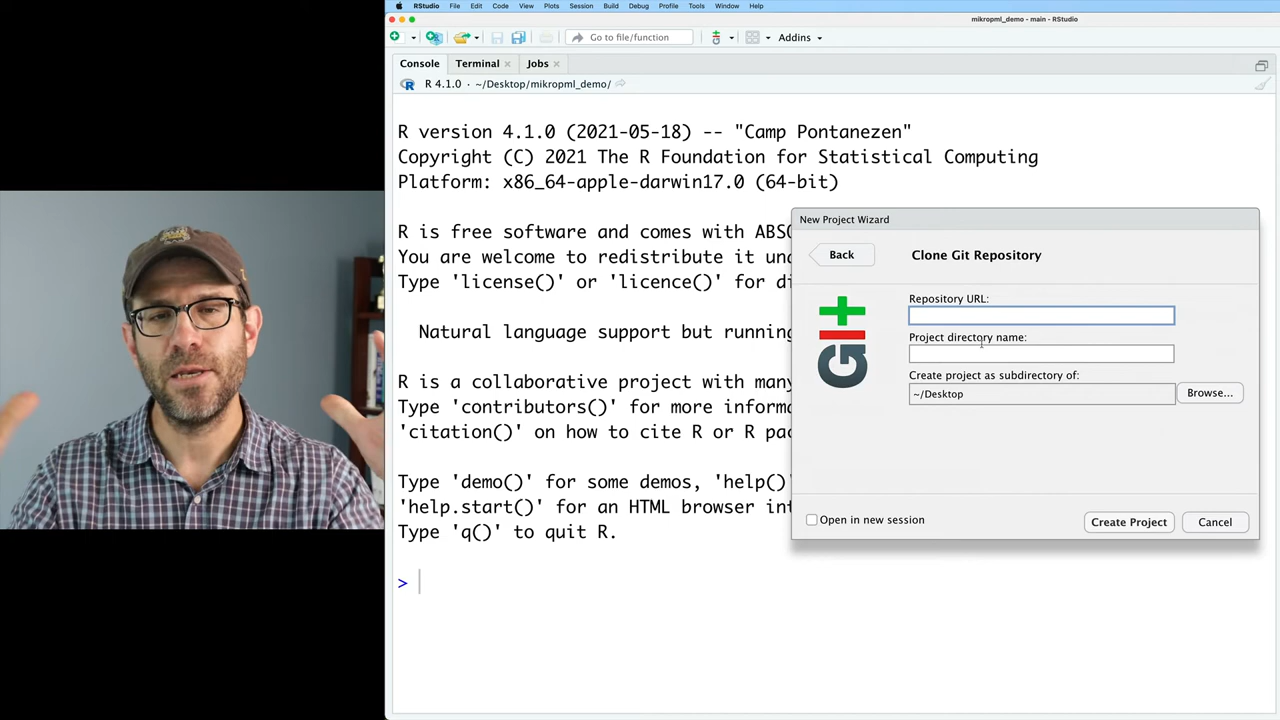 RStudio File Edit Code View Plots Session Build Debug Profile Tools Window Help
mikropml_demo - main - RStudio
Go to file/function Addins
Console Terminal Jobs
R 4.1.0 · ~/Desktop/mikropml_demo/
R version 4.1.0 (2021-05-18) -- "Camp Pontanezen"
Copyright (C) 2021 The R Foundation for Statistical Computing
Platform: x86_64-apple-darwin17.0 (64-bit)
R is free software and comes with ABSO
You are welcome to redistribute it und
Type 'license()' or 'licence()' for di
Natural language support but running
R is a collaborative project with many
Type 'contributors()' for more informa
'citation()' on how to cite R or R pac
Type 'demo()' for some demos, 'help()'
'help.start()' for an HTML browser int
Type 'q()' to quit R.
>
New Project Wizard
Back
Clone Git Repository
git
Repository URL:
Project directory name:
Create project as subdirectory of:
~/Desktop
Browse...
Open in new session
Create Project
Cancel